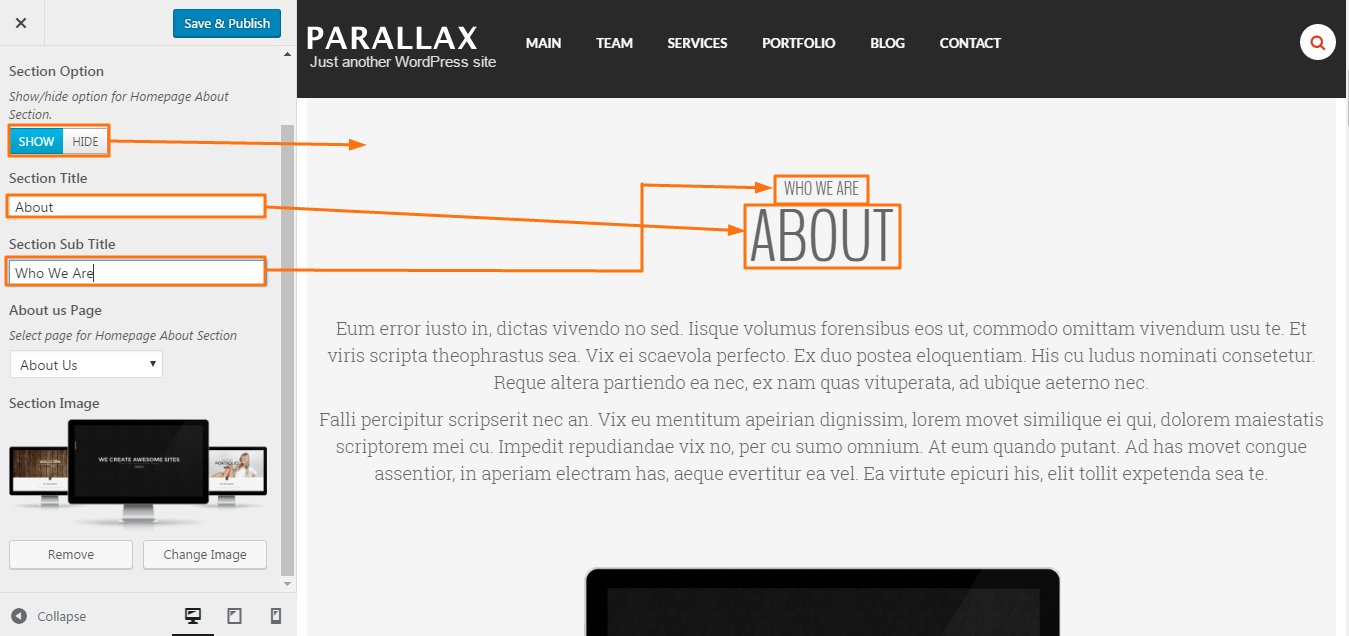 Save & Publish
Section Option
Show/hide option for Homepage About
Section.
SHOW HIDE
Section Title
About
Section Sub Title
Who We Are
About us Page
Select page for Homepage About Section
About Us
Section Image
WELCOME
WE CREATE AWESOME SITES
PORTFOLIO
Remove Change Image
Collapse
PARALLAX
Just another WordPress site
MAIN TEAM SERVICES PORTFOLIO BLOG CONTACT
WHO WE ARE
ABOUT
Eum error iusto in, dictas vivendo no sed. Iisque volumus forensibus eos ut, commodo omittam vivendum usu te. Et
viris scripta theophrastus sea. Vix ei scaevola perfecto. Ex duo postea eloquentiam. His cu ludus nominati consetetur.
Reque altera partiendo ea nec, ex nam quas vituperata, ad ubique aeterno nec.
Falli percipitur scripserit nec an. Vix eu mentitum apeirian dignissim, lorem movet similique ei qui, dolorem maiestatis
scriptorem mei cu. Impedit repudiandae vix no, per cu sumo omnium. At eum quando putant. Ad has movet congue
assentior, in aperiam electram has, aeque evertitur ea vel. Ea virtute epicuri his, elit tollit expetenda sea te.